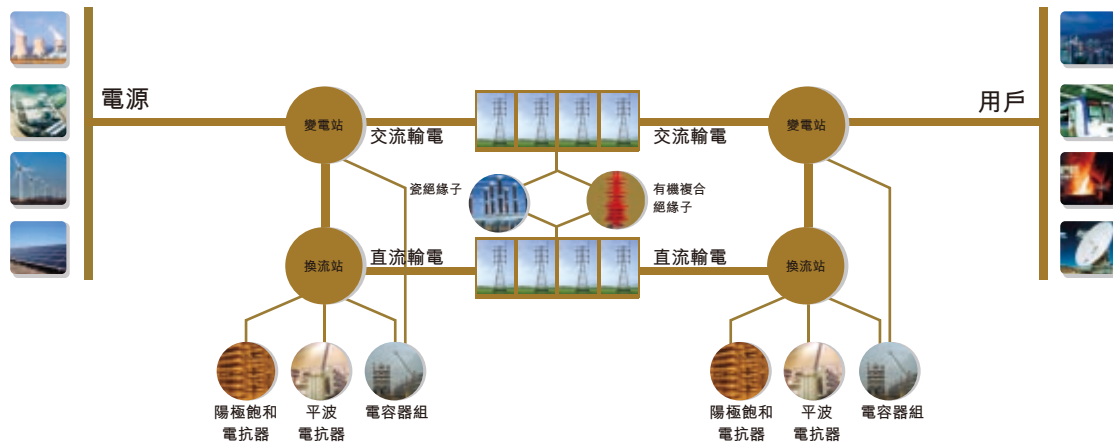 電源
用戶
變電站
交流輸電
交流輸電
變電站
瓷絕緣子
有機複合
絕緣子
換流站
直流輸電
直流輸電
換流站
陽極飽和
電抗器
平波
電抗器
電容器組
陽極飽和
電抗器
平波
電抗器
電容器組